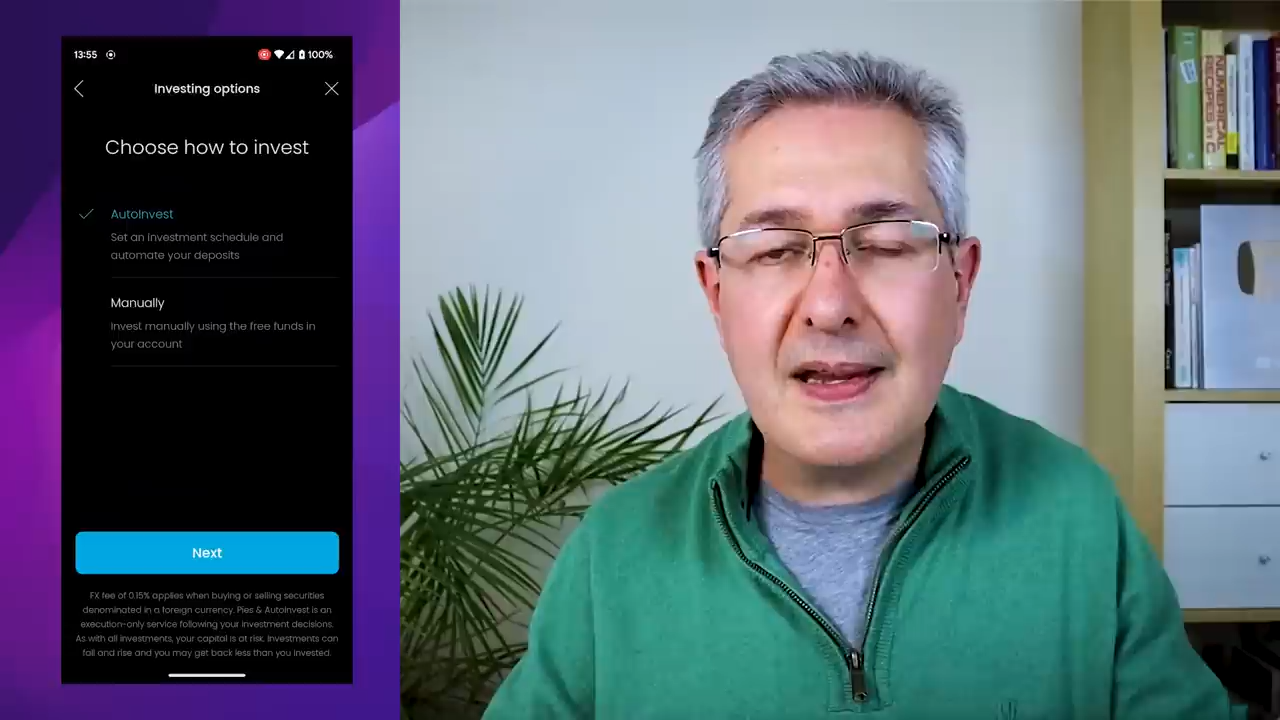 13:55
100%
Investing options
Choose how to invest
AutoInvest
Set an investment schedule and
automate your deposits
Manually
Invest manually using the free funds in
your account
Next
FX fee of 0.15% applies when buying or selling securities
denominated in a foreign currency. Pies & AutoInvest is an
execution-only service following your investment decisions.
As with all investments, your capital is at risk. Investments can
fall and rise and you may get back less than you invested.
NUMERICAL
RECIPES in C